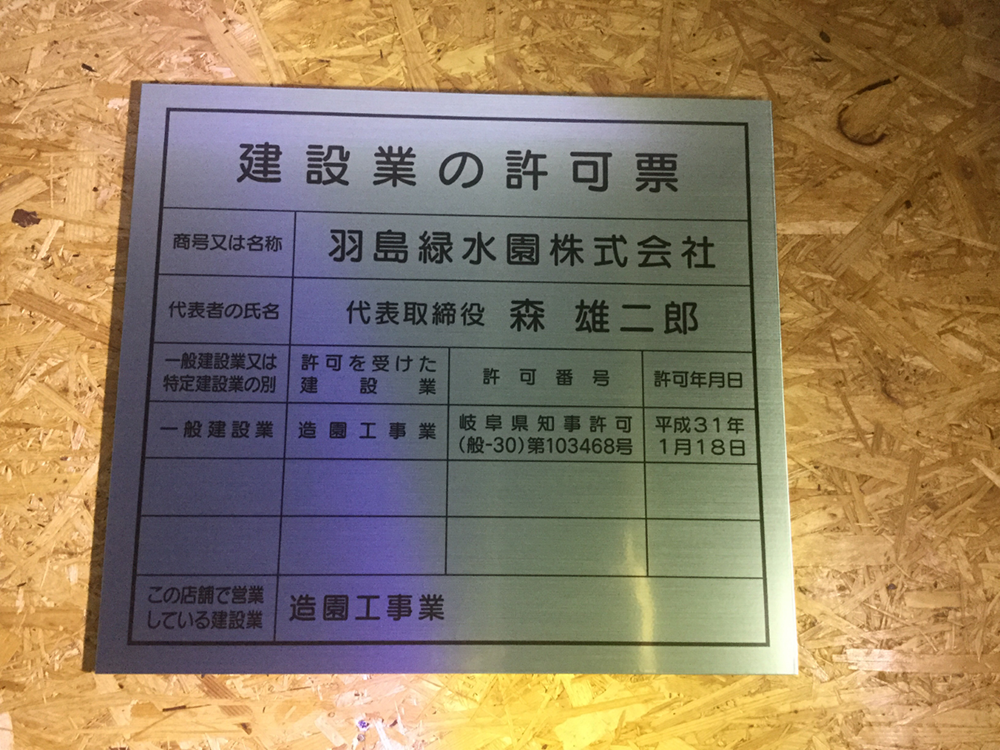 建設業の許可票
商号又は名称 羽島緑水園株式会社
代表者の氏名 代表取締役 森 雄二郎
一般建設業又は
特定建設業の別
許可を受けた
建設業
許可番号
許可年月日
一般建設業
造園工事業
岐阜県知事許可
(般-30)第103468号
平成31年
1月18日
この店舗で営業
している建設業
造園工事業